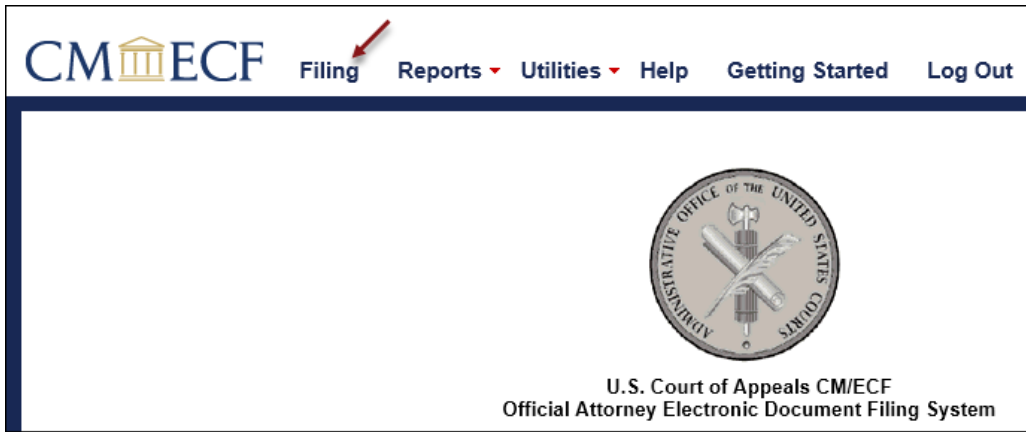 CM ECF Filing Reports Utilities Help Getting Started Log Out
ADMINISTRATIVE OFFICE OF THE UNITED STATES COURTS
U.S. Court of Appeals CM/ECF
Official Attorney Electronic Document Filing System